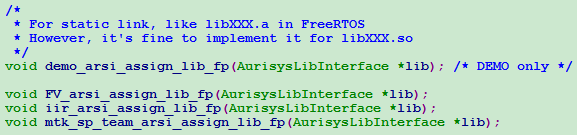 /*
 * For static link, like libXXX.a in FreeRTOS
 * However, it's fine to implement it for libXXX.so
 */
void demo_arsi_assign_lib_fp(AurisysLibInterface *lib); /* DEMO only */

void FV_arsi_assign_lib_fp(AurisysLibInterface *lib);
void iir_arsi_assign_lib_fp(AurisysLibInterface *lib);
void mtk_sp_team_arsi_assign_lib_fp(AurisysLibInterface *lib);